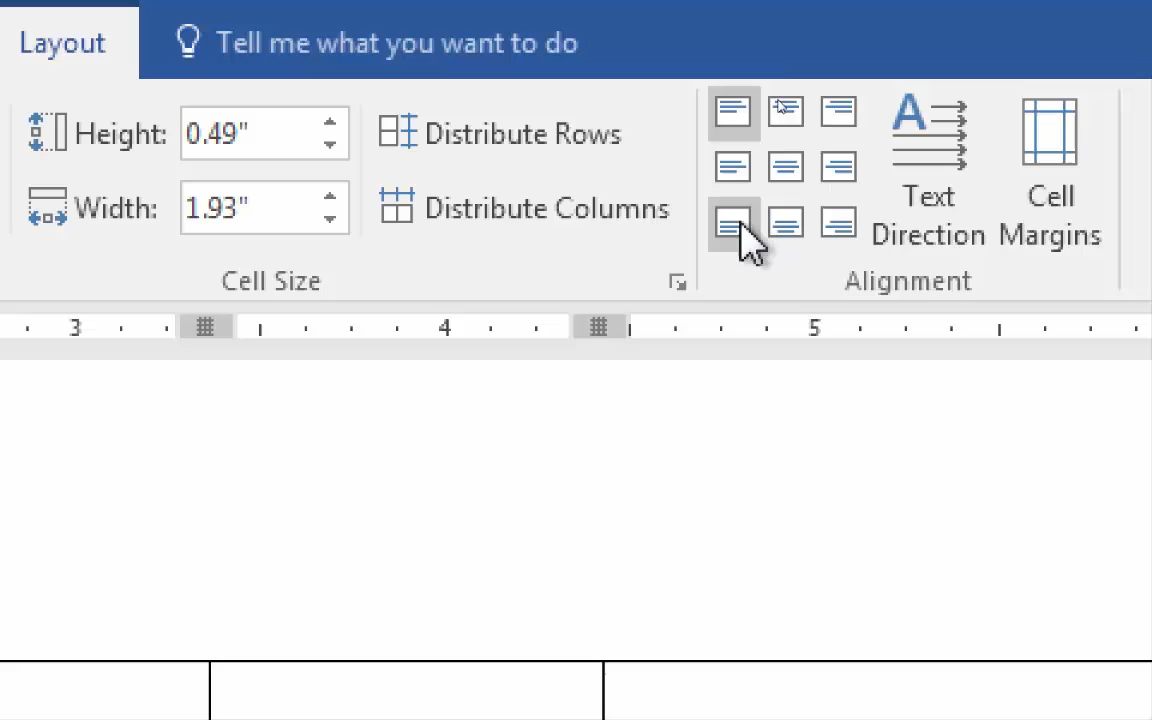 Layout Tell me what you want to do
Height: 0.49" Distribute Rows
Width: 1.93" Distribute Columns
A
Text Direction
Cell Margins
Cell Size Alignment
3 4 5